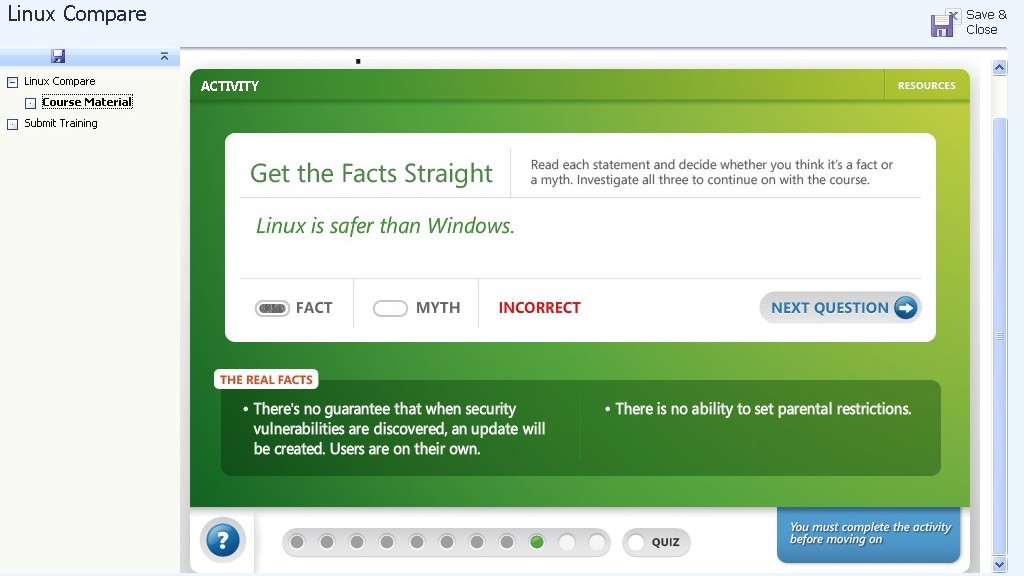 Linux Compare
Save &
Close
Linux Compare
Course Material
Submit Training
ACTIVITY
RESOURCES
Get the Facts Straight
Read each statement and decide whether you think it's a fact or
a myth. Investigate all three to continue on with the course.
Linux is safer than Windows.
FACT
MYTH
INCORRECT
NEXT QUESTION
THE REAL FACTS
• There's no guarantee that when security
vulnerabilities are discovered, an update will
be created. Users are on their own.
• There is no ability to set parental restrictions.
?
QUIZ
You must complete the activity
before moving on